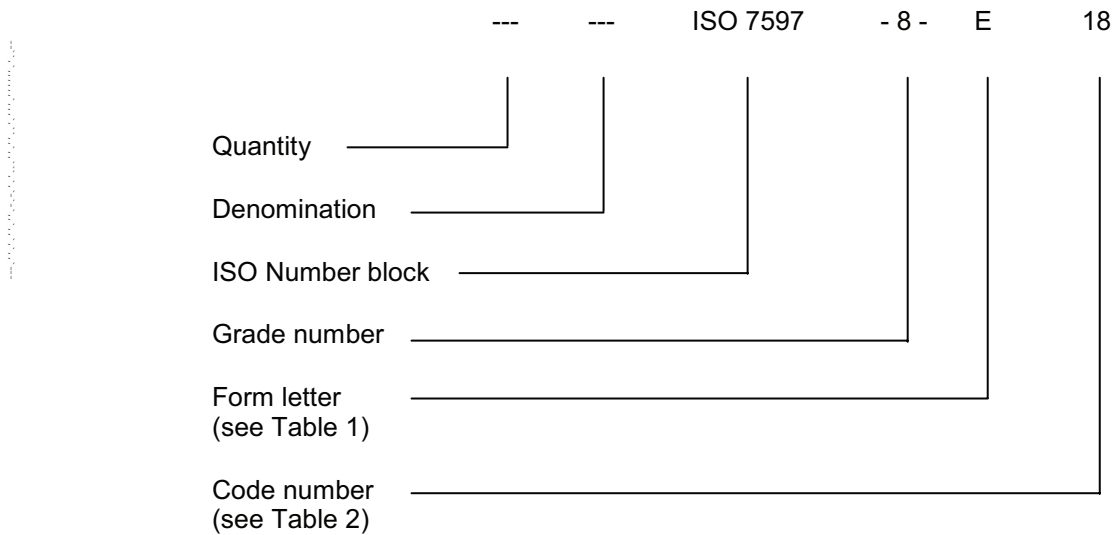 --- --- ISO 7597 - 8 - E 18
Quantity
Denomination
ISO Number block
Grade number
Form letter
(see Table 1)
Code number
(see Table 2)